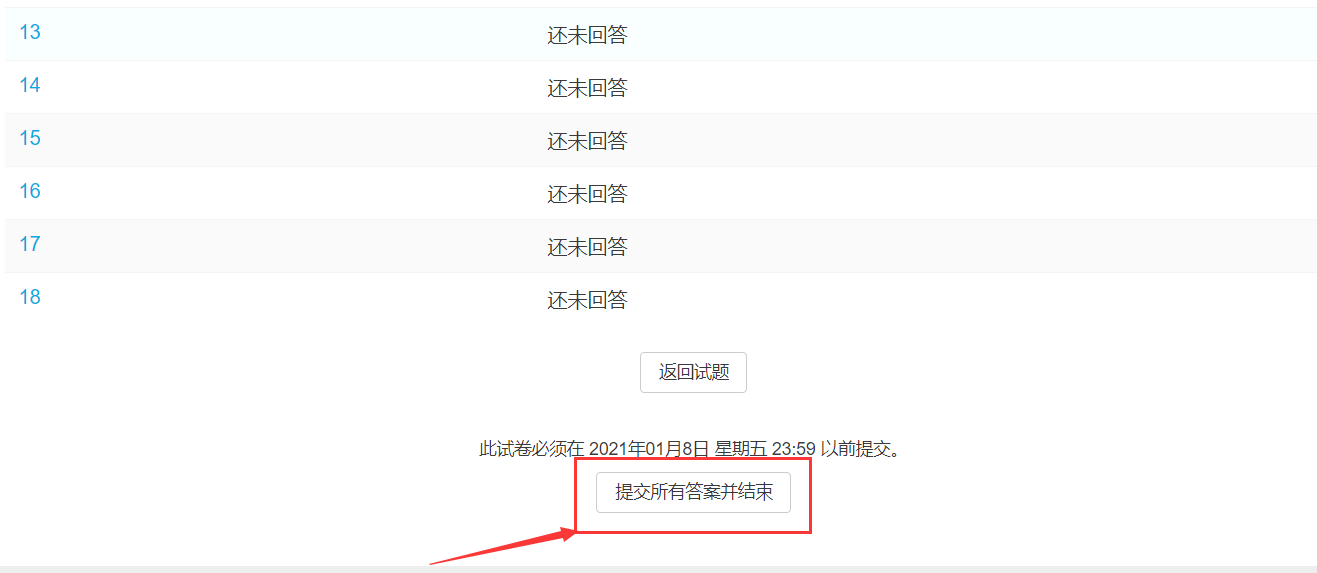 13 还未回答
14 还未回答
15 还未回答
16 还未回答
17 还未回答
18 还未回答
返回试题
此试卷必须在 2021年01月8日 星期五 23:59 以前提交。
提交所有答案并结束